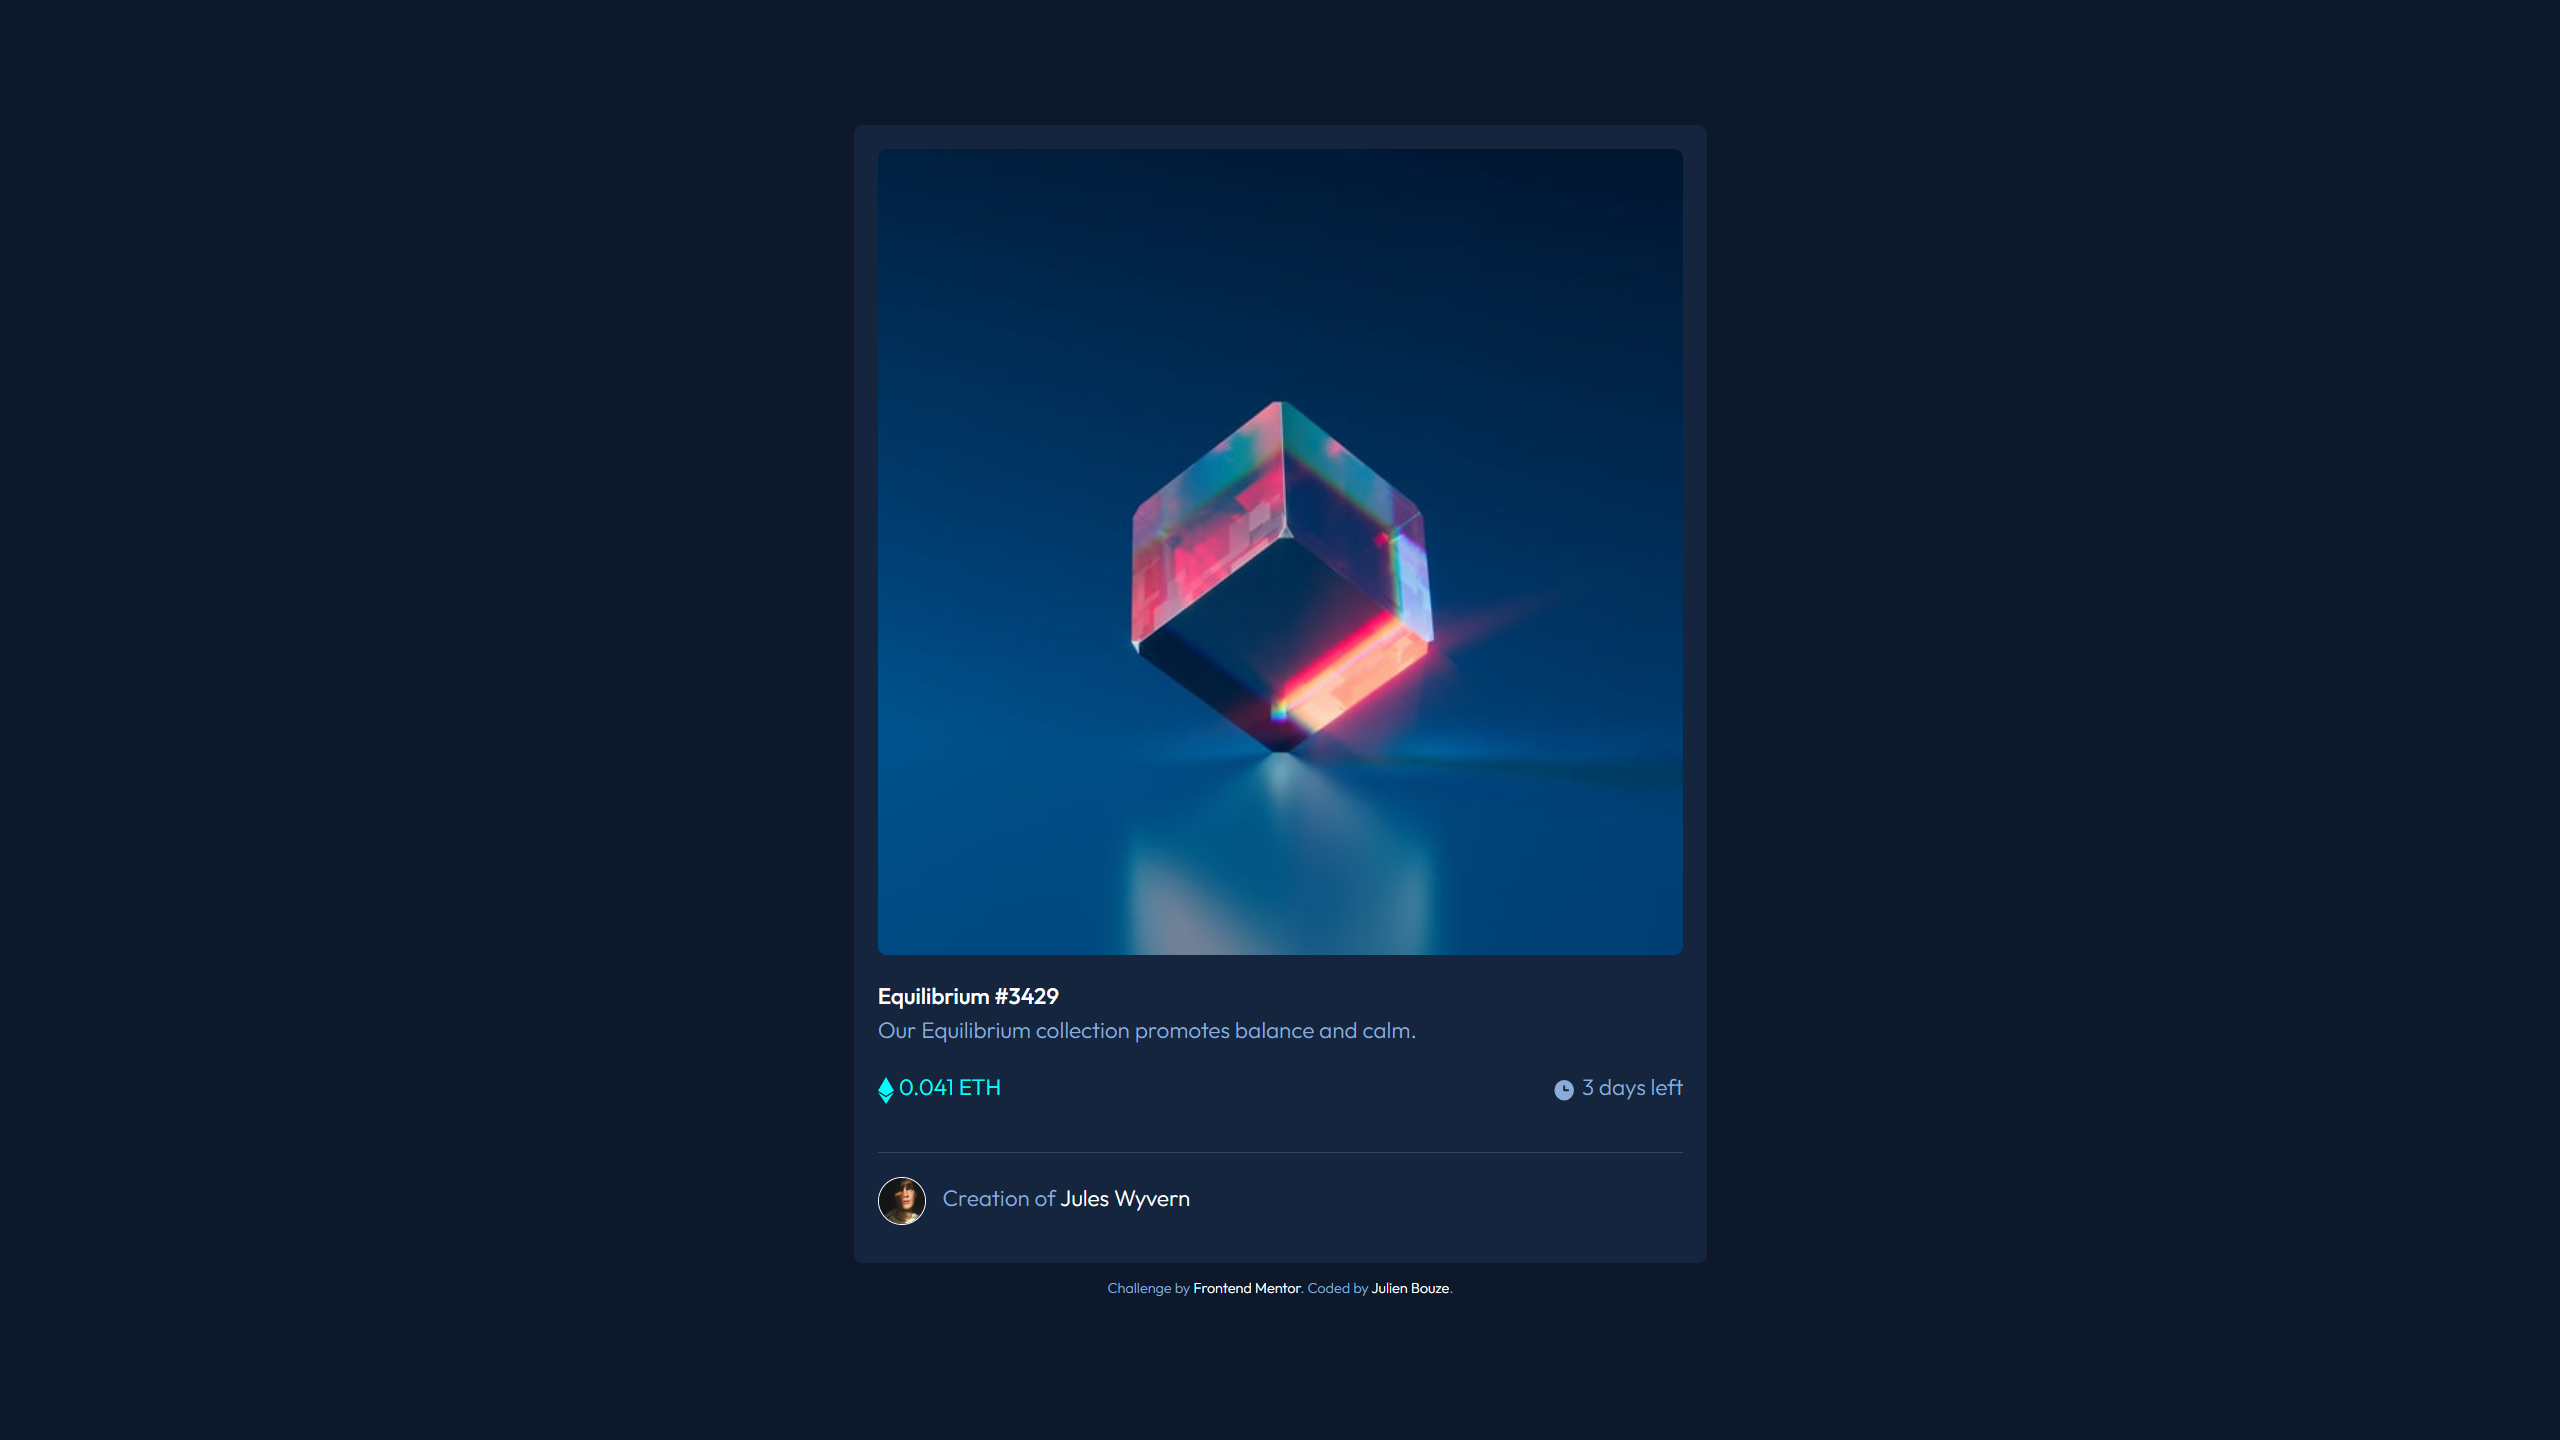 Equilibrium #3429
Our Equilibrium collection promotes balance and calm.
0.041 ETH
3 days left
Creation of Jules Wyvern
Challenge by Frontend Mentor. Coded by Julien Bouze.